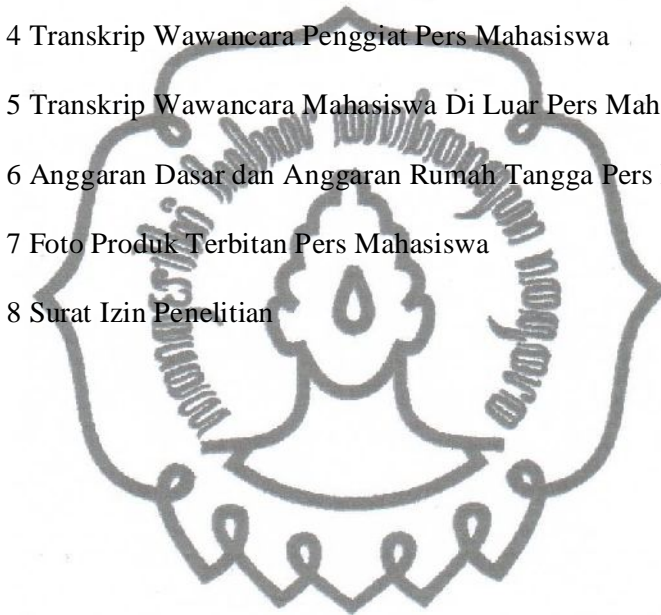 4 Transkrip Wawancara Penggiat Pers Mahasiswa
5 Transkrip Wawancara Mahasiswa Di Luar Pers Mah
6 Anggaran Dasar dan Anggaran Rumah Tangga Pers
7 Foto Produk Terbitan Pers Mahasiswa
8 Surat Izin Penelitian